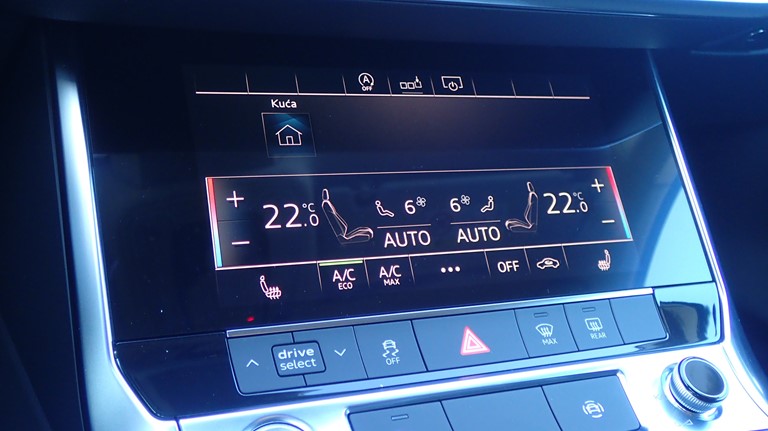 A
OFF
Kuća
+ 22.0 °C 6 6 22.0 °C +
− AUTO AUTO −
A/C ECO A/C MAX ••• OFF
drive select OFF MAX REAR